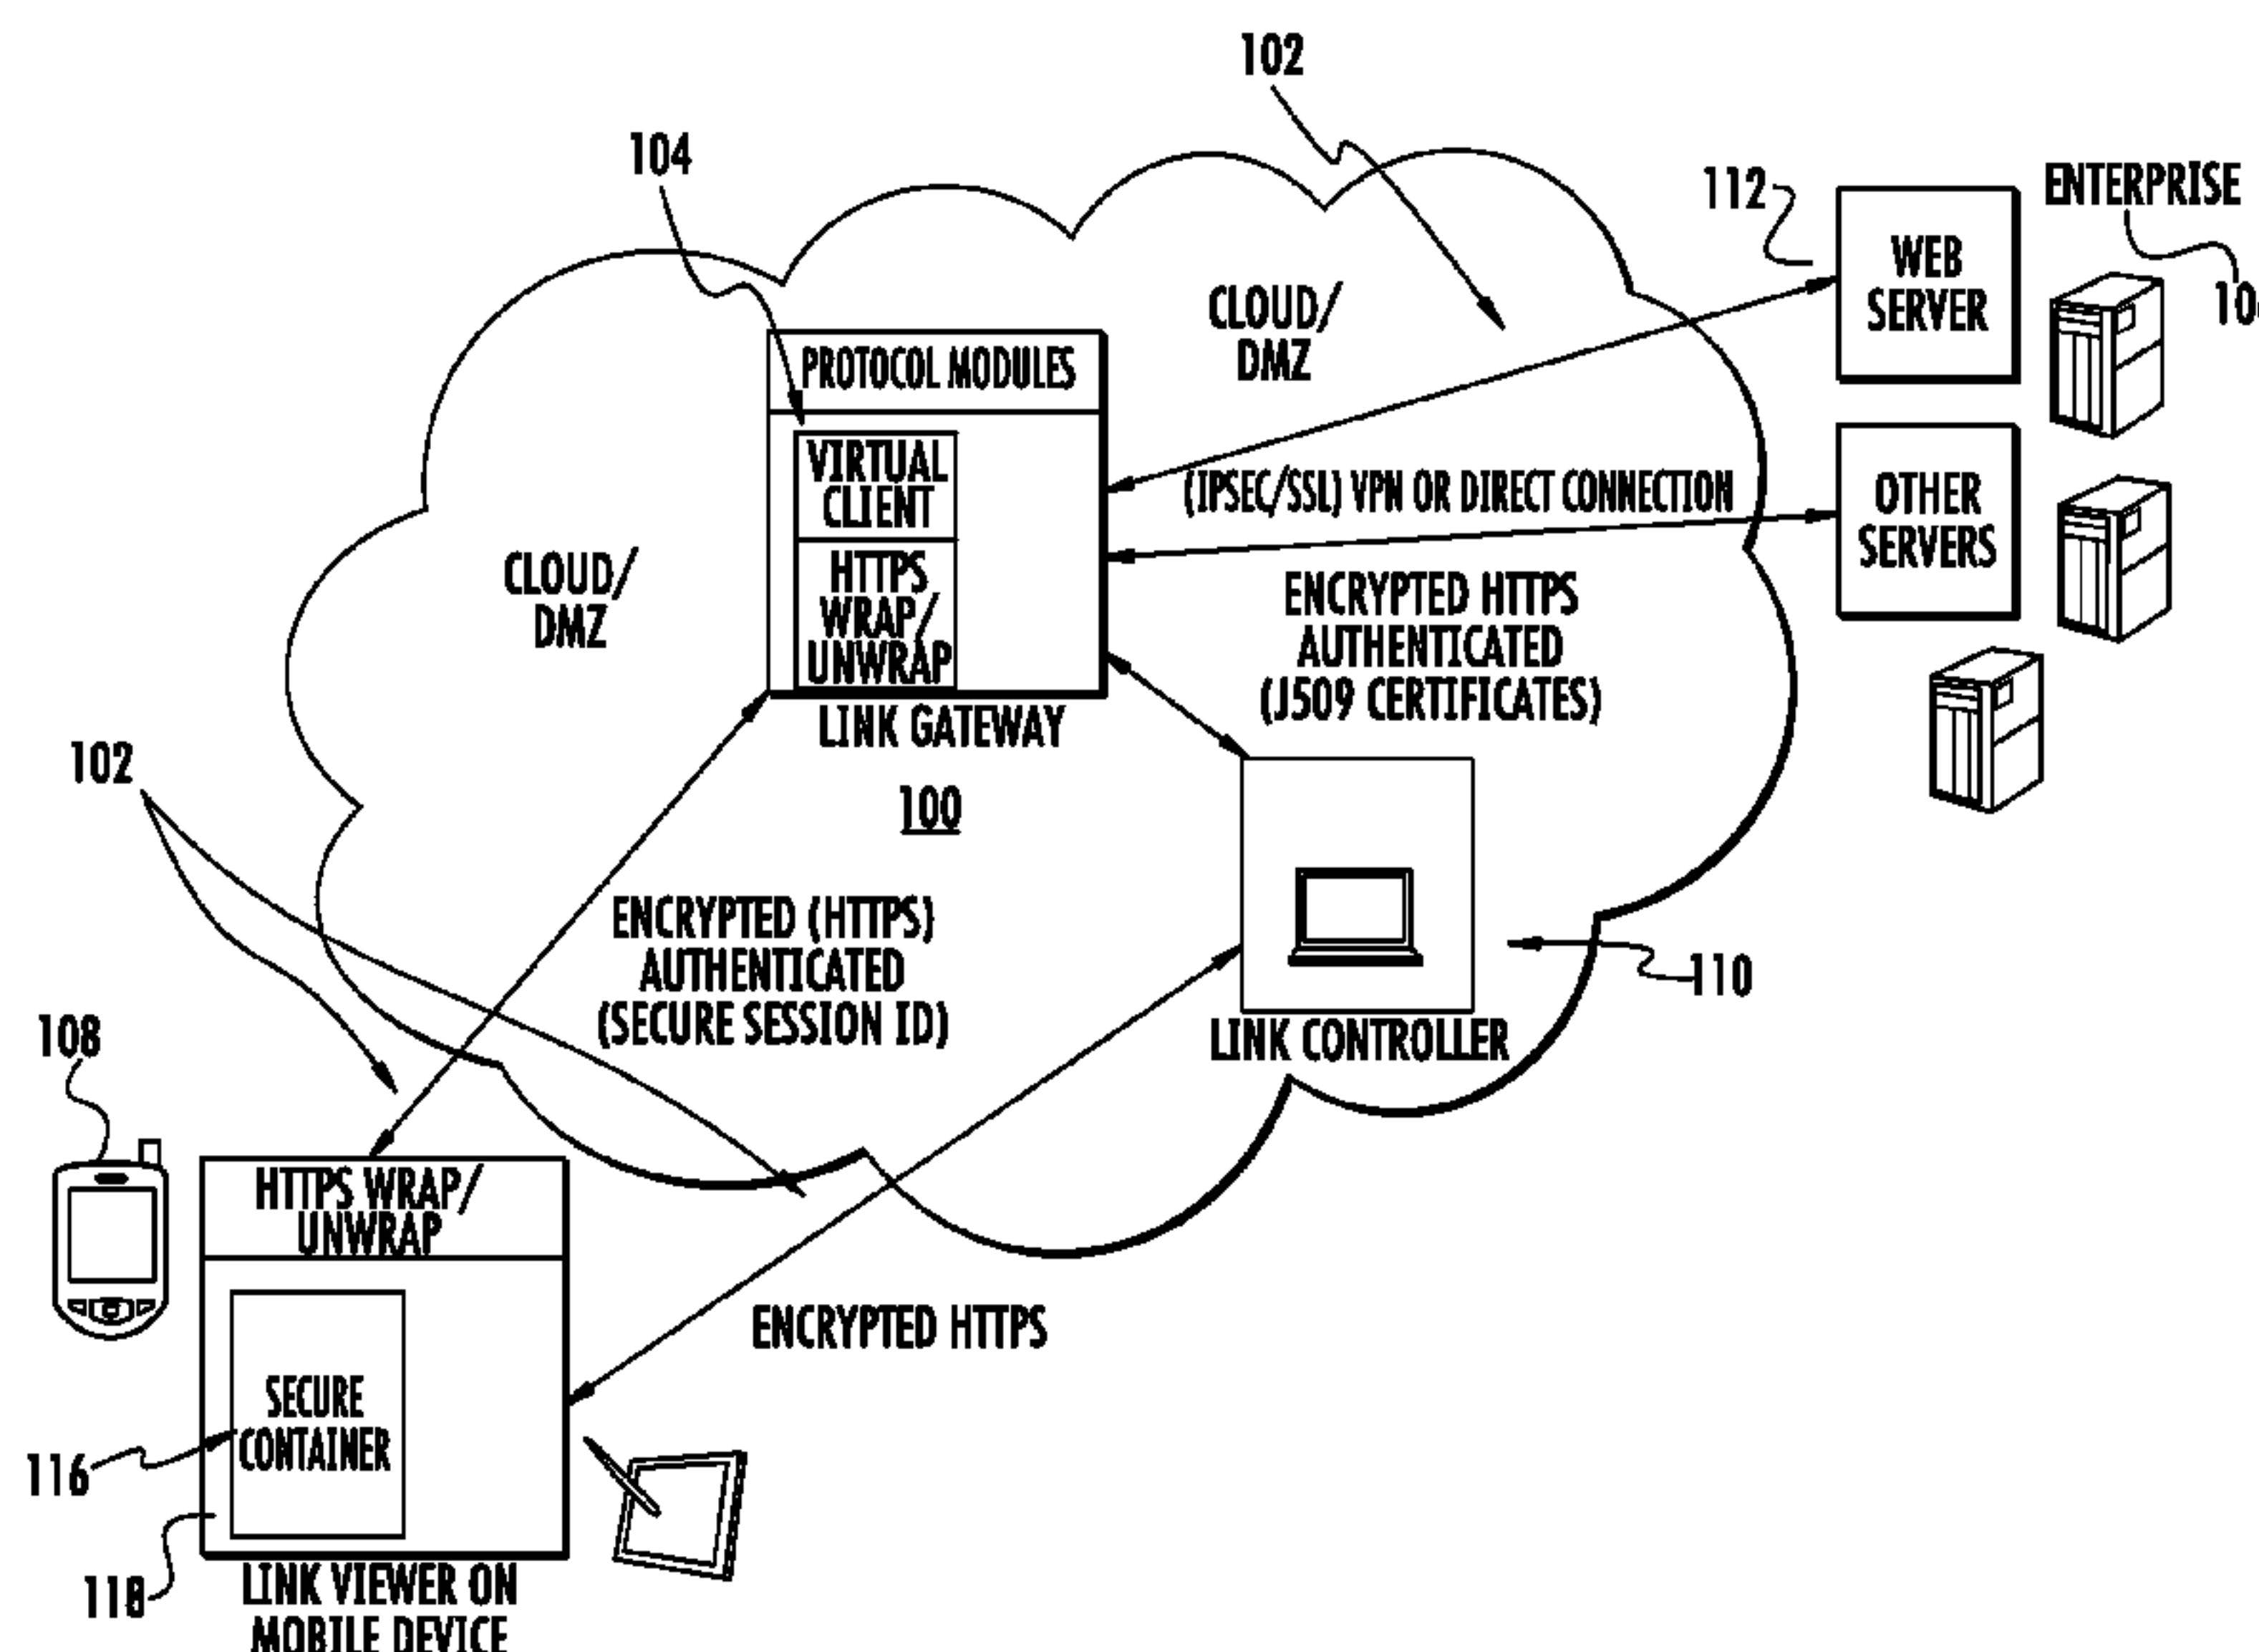 102
104
112
ENTERPRISE
WEB
SERVER
CLOUD/
DMZ
PROTOCOL MODULES
VIRTUAL
CLIENT
HTTPS
WRAP/
UNWRAP
LINK GATEWAY
100
(IPSEC/SSL) VPN OR DIRECT CONNECTION
OTHER
SERVERS
CLOUD/
DMZ
ENCRYPTED HTTPS
AUTHENTICATED
(J509 CERTIFICATES)
102
ENCRYPTED (HTTPS)
AUTHENTICATED
(SECURE SESSION ID)
110
LINK CONTROLLER
108
HTTPS WRAP/
UNWRAP
ENCRYPTED HTTPS
SECURE
CONTAINER
116
118
LINK VIEWER ON
MOBILE DEVICE